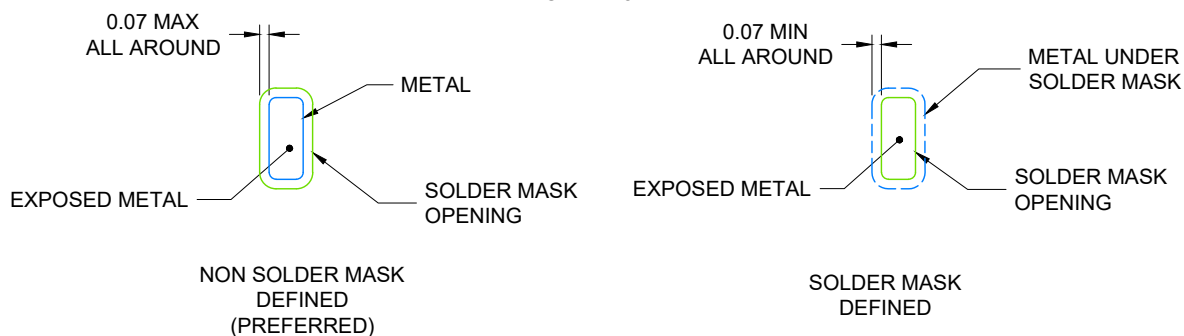 0.07 MAX
ALL AROUND
METAL
EXPOSED METAL
SOLDER MASK
OPENING
NON SOLDER MASK
DEFINED
(PREFERRED)
0.07 MIN
ALL AROUND
METAL UNDER
SOLDER MASK
EXPOSED METAL
SOLDER MASK
OPENING
SOLDER MASK
DEFINED